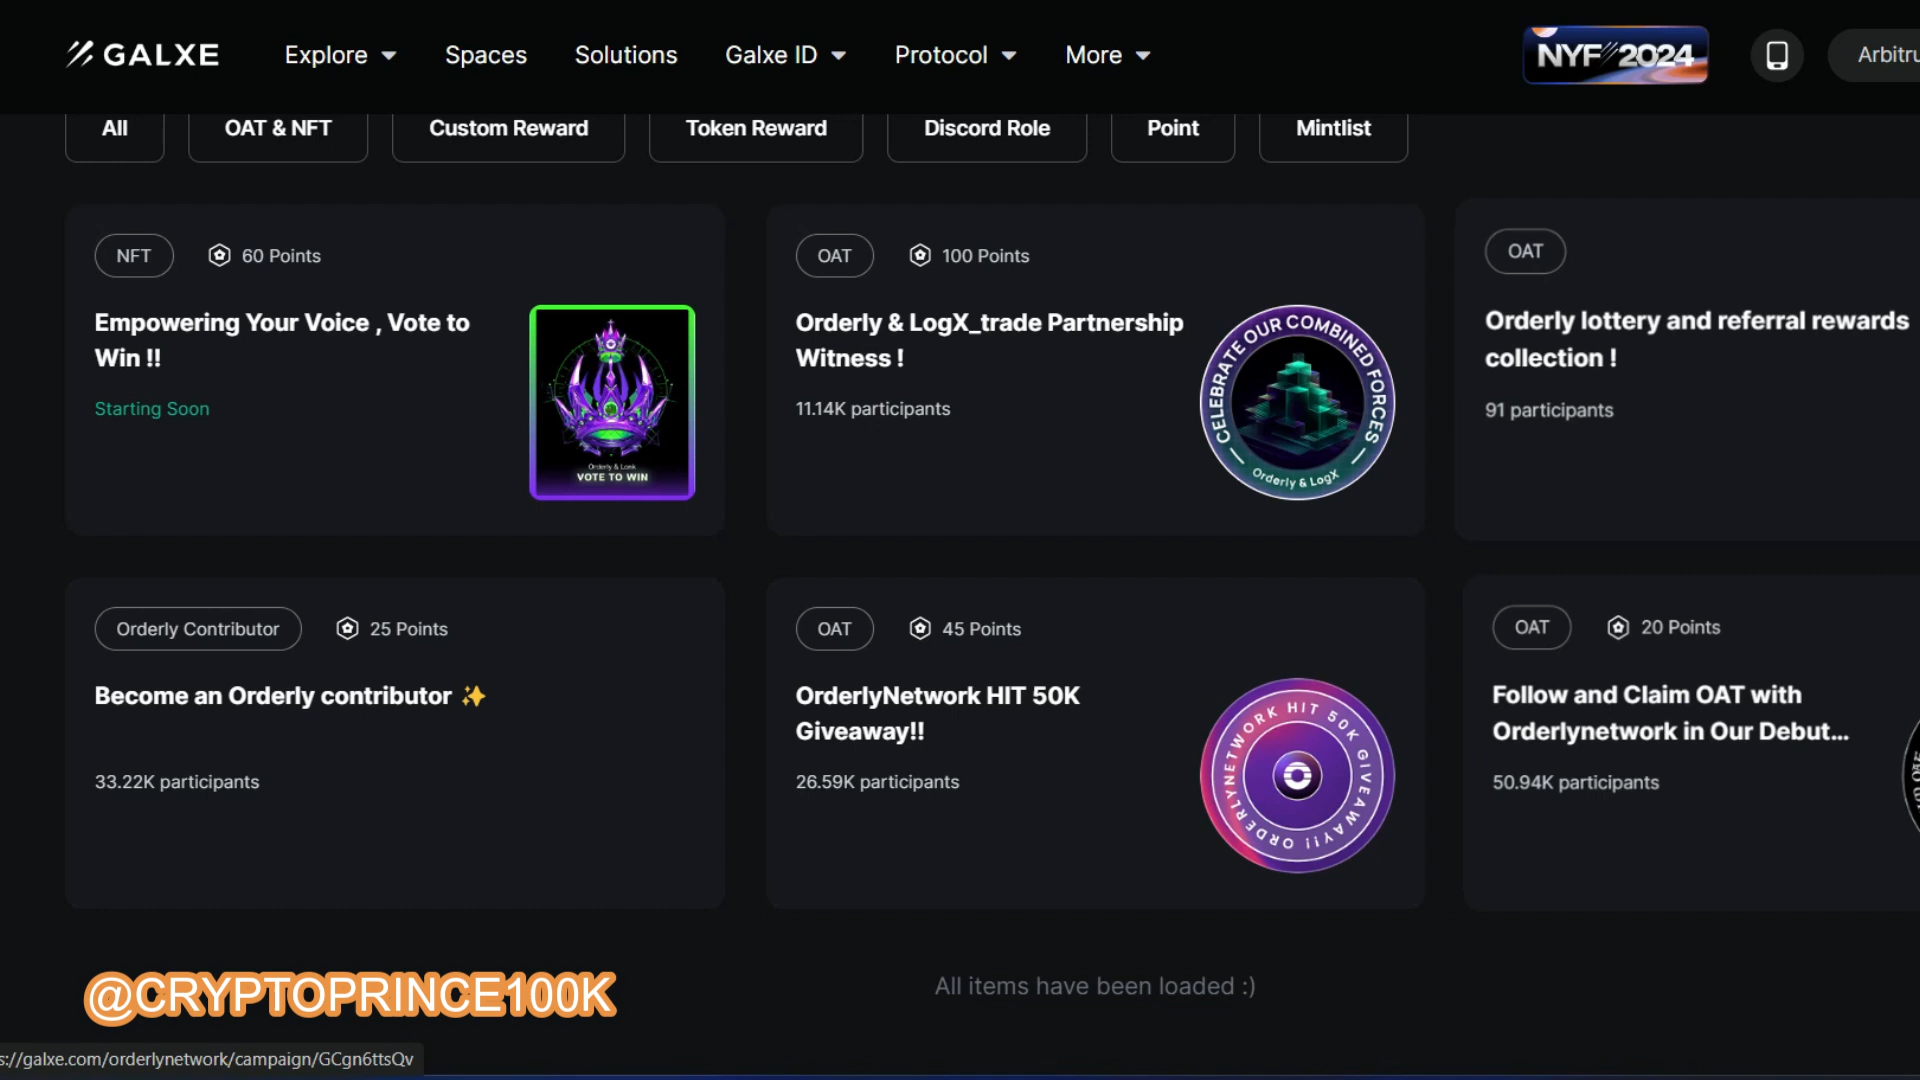 GALXE
Explore
Spaces
Solutions
Galxe ID
Protocol
More
NYF//2024
Arbitru
All
OAT & NFT
Custom Reward
Token Reward
Discord Role
Point
Mintlist
NFT
60 Points
Empowering Your Voice , Vote to
Win !!
Starting Soon
Orderly & Lonk
VOTE TO WIN
OAT
100 Points
Orderly & LogX_trade Partnership
Witness !
11.14K participants
CELEBRATE OUR COMBINED FORCES
Orderly & LogX
OAT
Orderly lottery and referral rewards
collection !
91 participants
Orderly Contributor
25 Points
Become an Orderly contributor ✨
33.22K participants
OAT
45 Points
OrderlyNetwork HIT 50K
Giveaway!!
26.59K participants
ORDERLYNETWORK HIT 50K GIVEAWAY!!
OAT
20 Points
Follow and Claim OAT with
Orderlynetwork in Our Debut...
50.94K participants
@CRYPTOPRINCE100K
All items have been loaded :)
s://galxe.com/orderlynetwork/campaign/GCgn6ttsQv